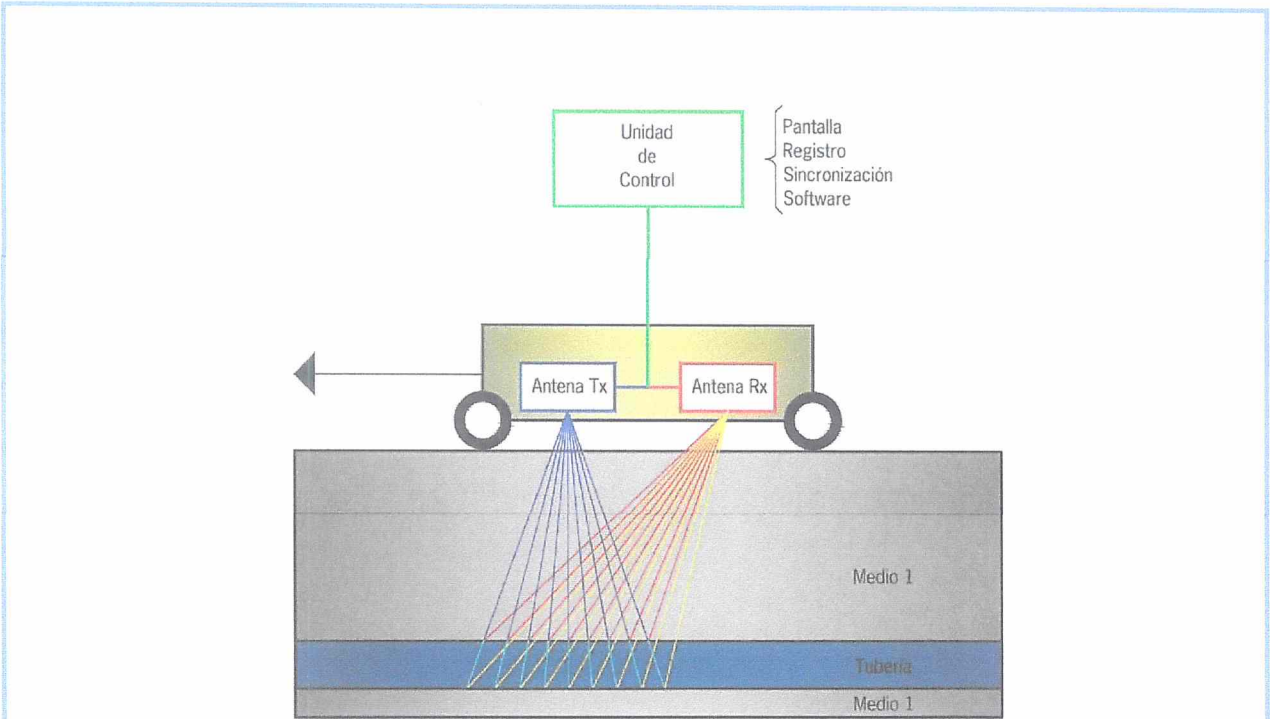 Unidad
de
Control
Pantalla
Registro
Sincronización
Software
Antena Tx
Antena Rx
Medio 1
Tubería
Medio 1